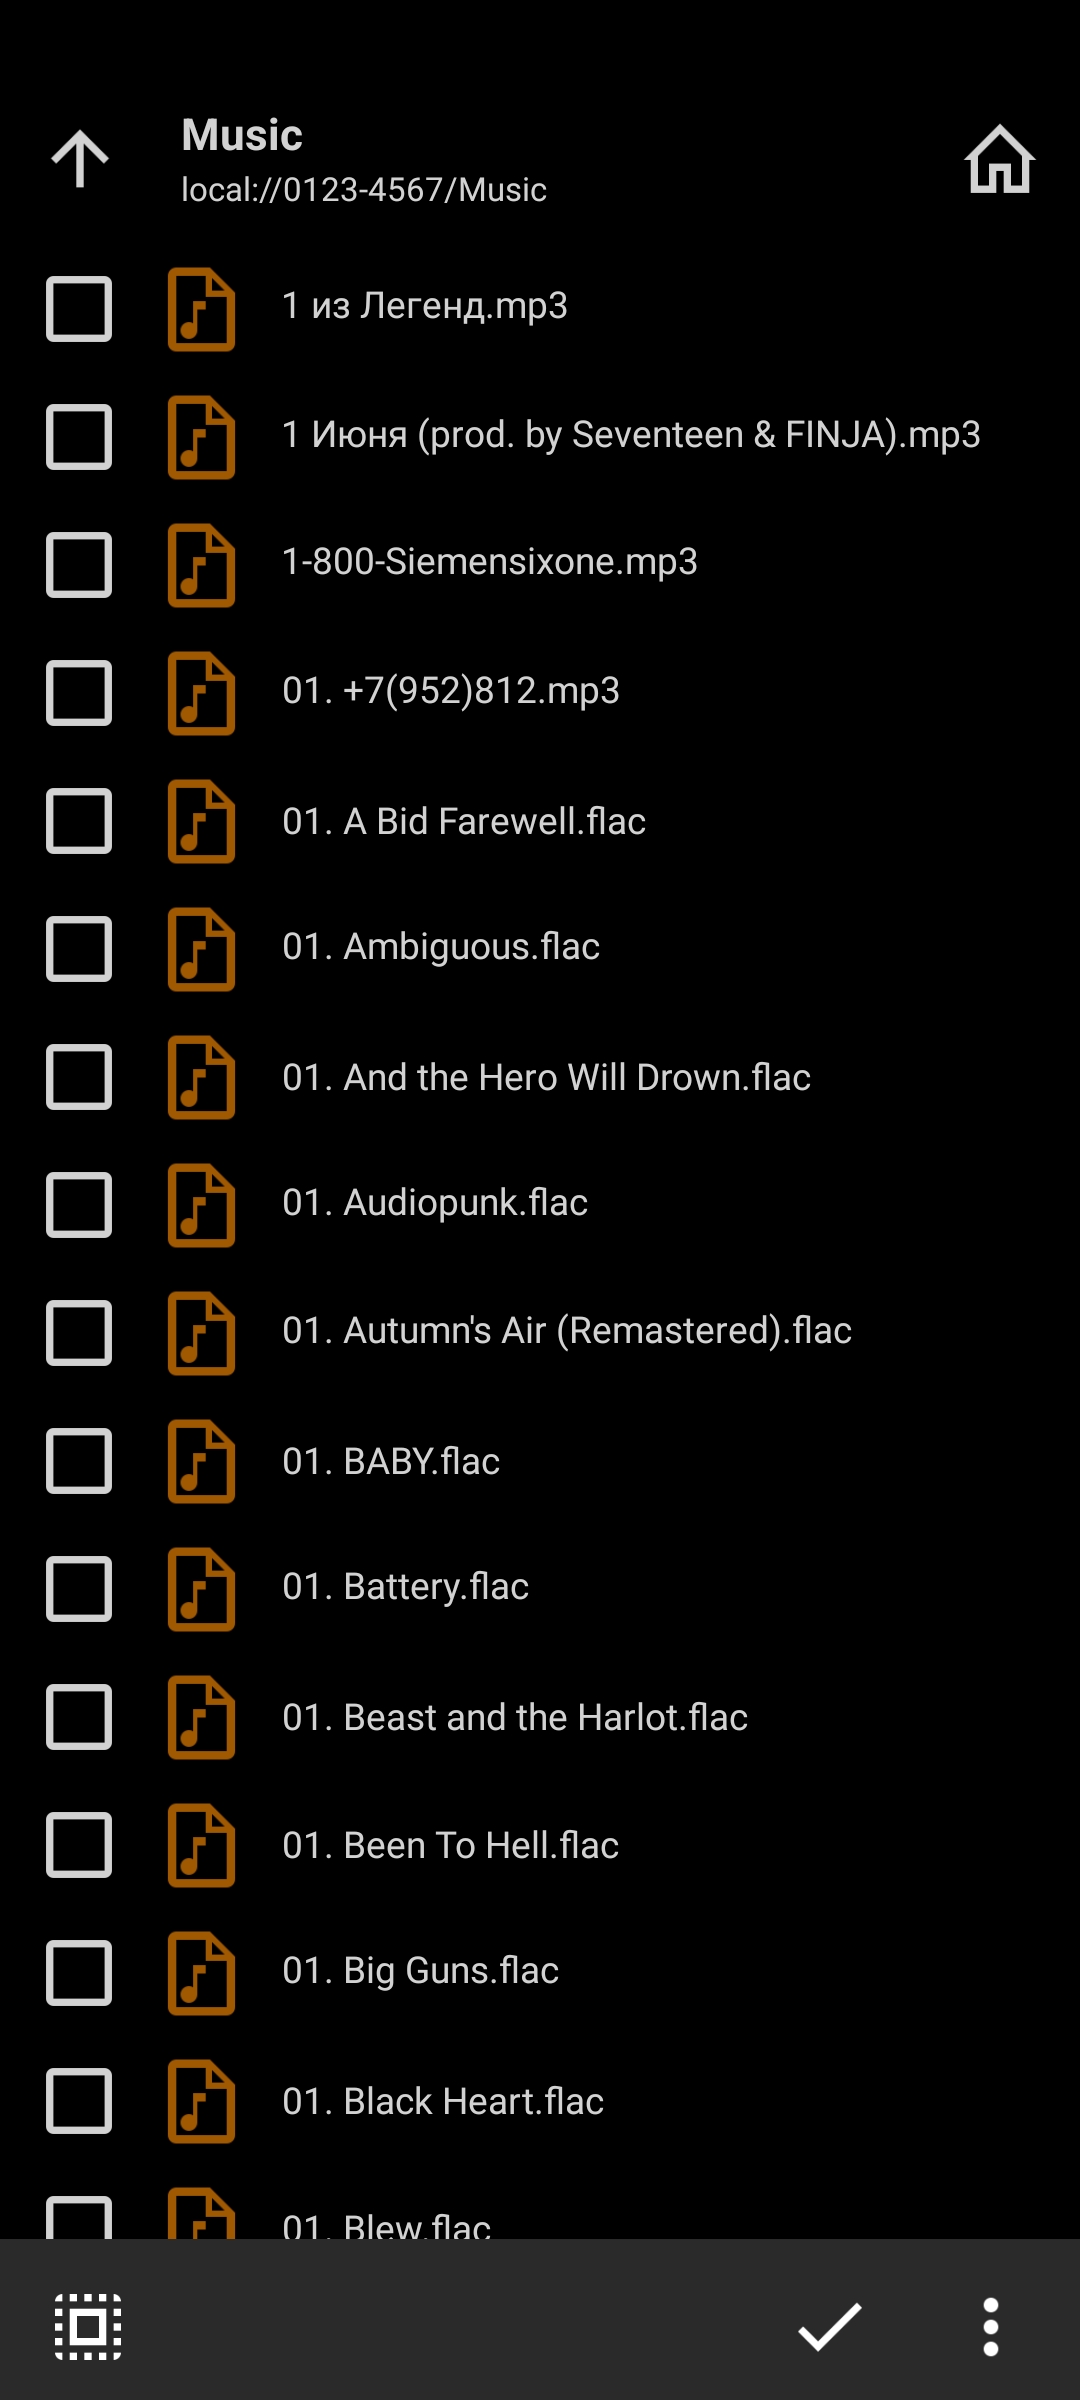 Music
local://0123-4567/Music
1 из Легенд.mp3
1 Июня (prod. by Seventeen & FINJA).mp3
1-800-Siemensixone.mp3
01. +7(952)812.mp3
01. A Bid Farewell.flac
01. Ambiguous.flac
01. And the Hero Will Drown.flac
01. Audiopunk.flac
01. Autumn's Air (Remastered).flac
01. BABY.flac
01. Battery.flac
01. Beast and the Harlot.flac
01. Been To Hell.flac
01. Big Guns.flac
01. Black Heart.flac
01. Blew.flac